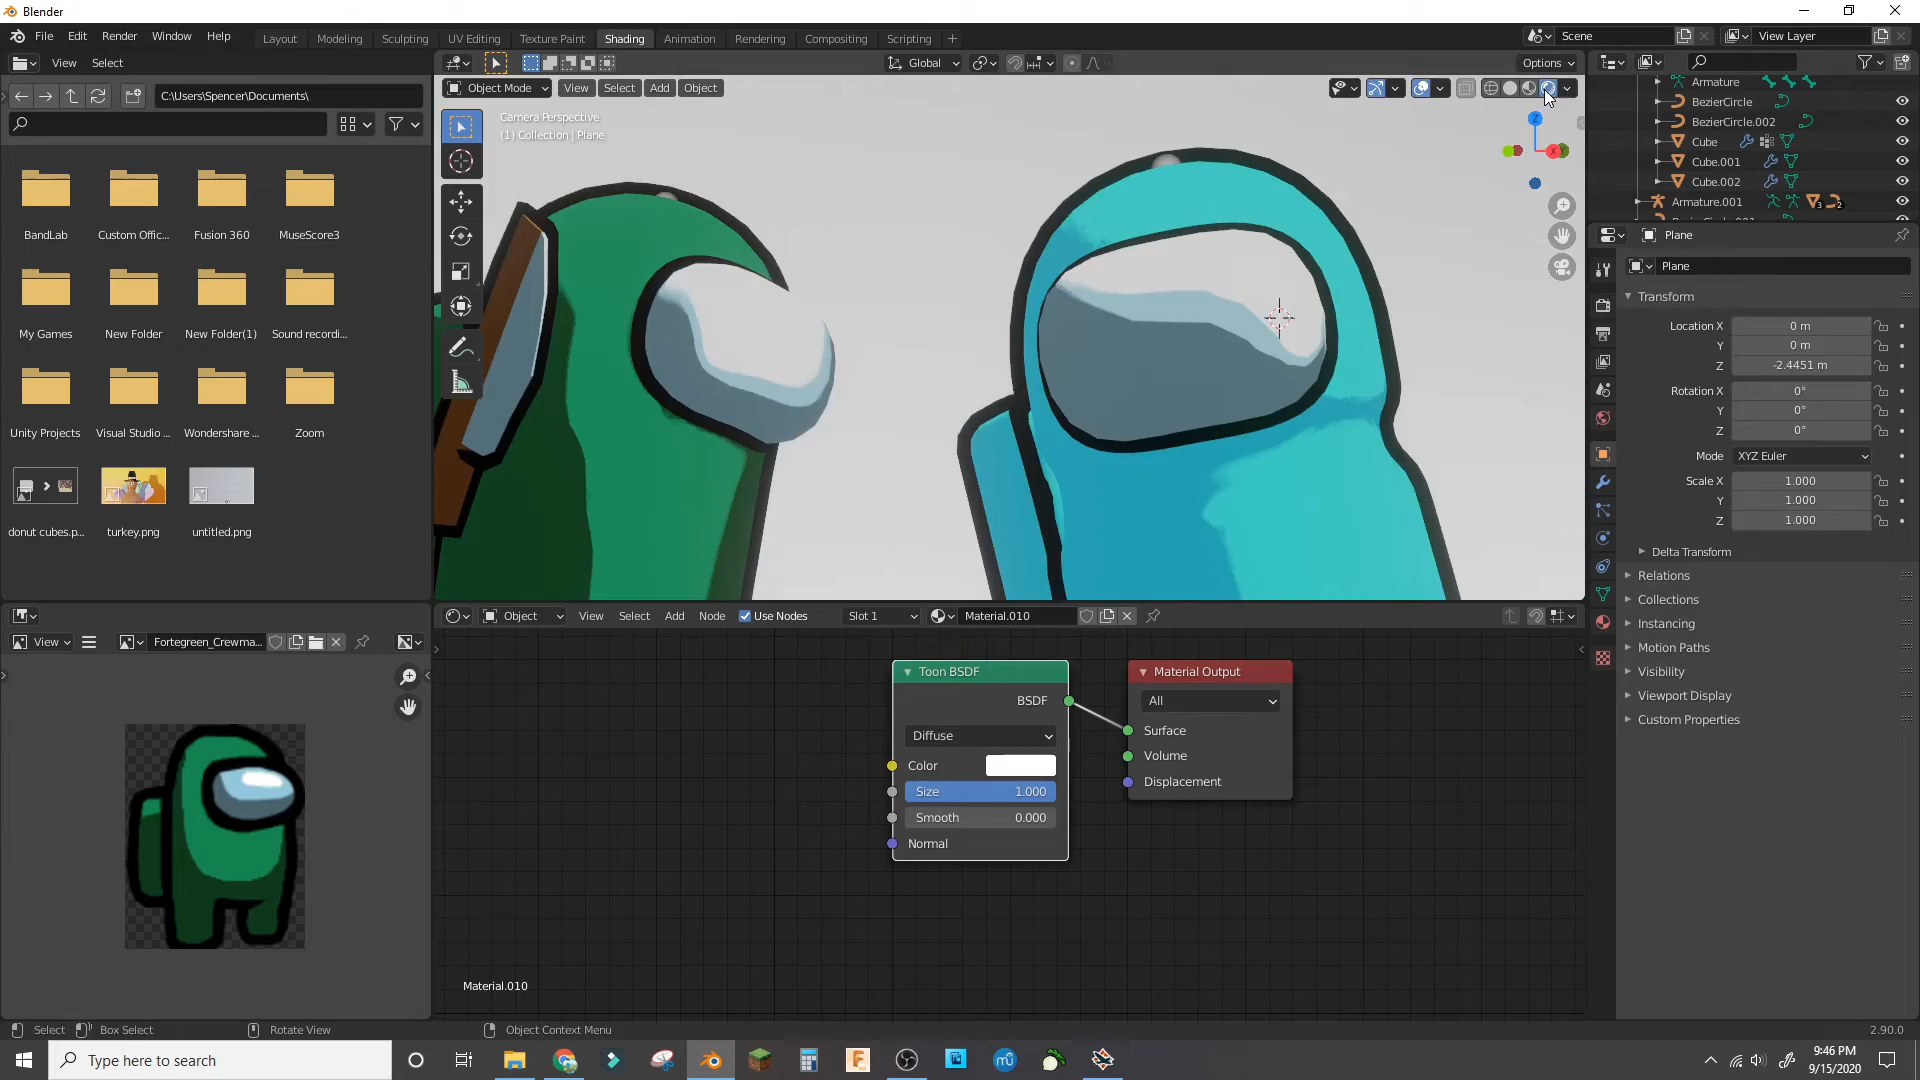 Blender
File Edit Render Window Help
Layout Modeling Sculpting UV Editing Texture Paint Shading Animation Rendering Compositing Scripting +
Scene
View Layer
View Select
Global
Options
C:\Users\Spencer\Documents\
Object Mode View Select Add Object
Camera Perspective
(1) Collection | Plane
Z
X
Y
Armature
BezierCircle
BezierCircle.002
Cube
Cube.001
Cube.002
Armature.001
3
2
BandLab
Custom Offic...
Fusion 360
MuseScore3
My Games
New Folder
New Folder(1)
Sound recordi...
Unity Projects
Visual Studio ...
Wondershare ...
Zoom
donut cubes.p...
turkey.png
untitled.png
Plane
Plane
Transform
Location X 0 m
Y 0 m
Z -2.4451 m
Rotation X 0°
Y 0°
Z 0°
Mode XYZ Euler
Scale X 1.000
Y 1.000
Z 1.000
Delta Transform
Relations
Collections
Instancing
Motion Paths
Visibility
Viewport Display
Custom Properties
View
Fortegreen_Crewma...
Object View Select Add Node Use Nodes Slot 1 Material.010
Toon BSDF
BSDF
Diffuse
Color
Size 1.000
Smooth 0.000
Normal
Material Output
All
Surface
Volume
Displacement
Material.010
Select Box Select Rotate View Object Context Menu 2.90.0
Type here to search
9:46 PM
9/15/2020